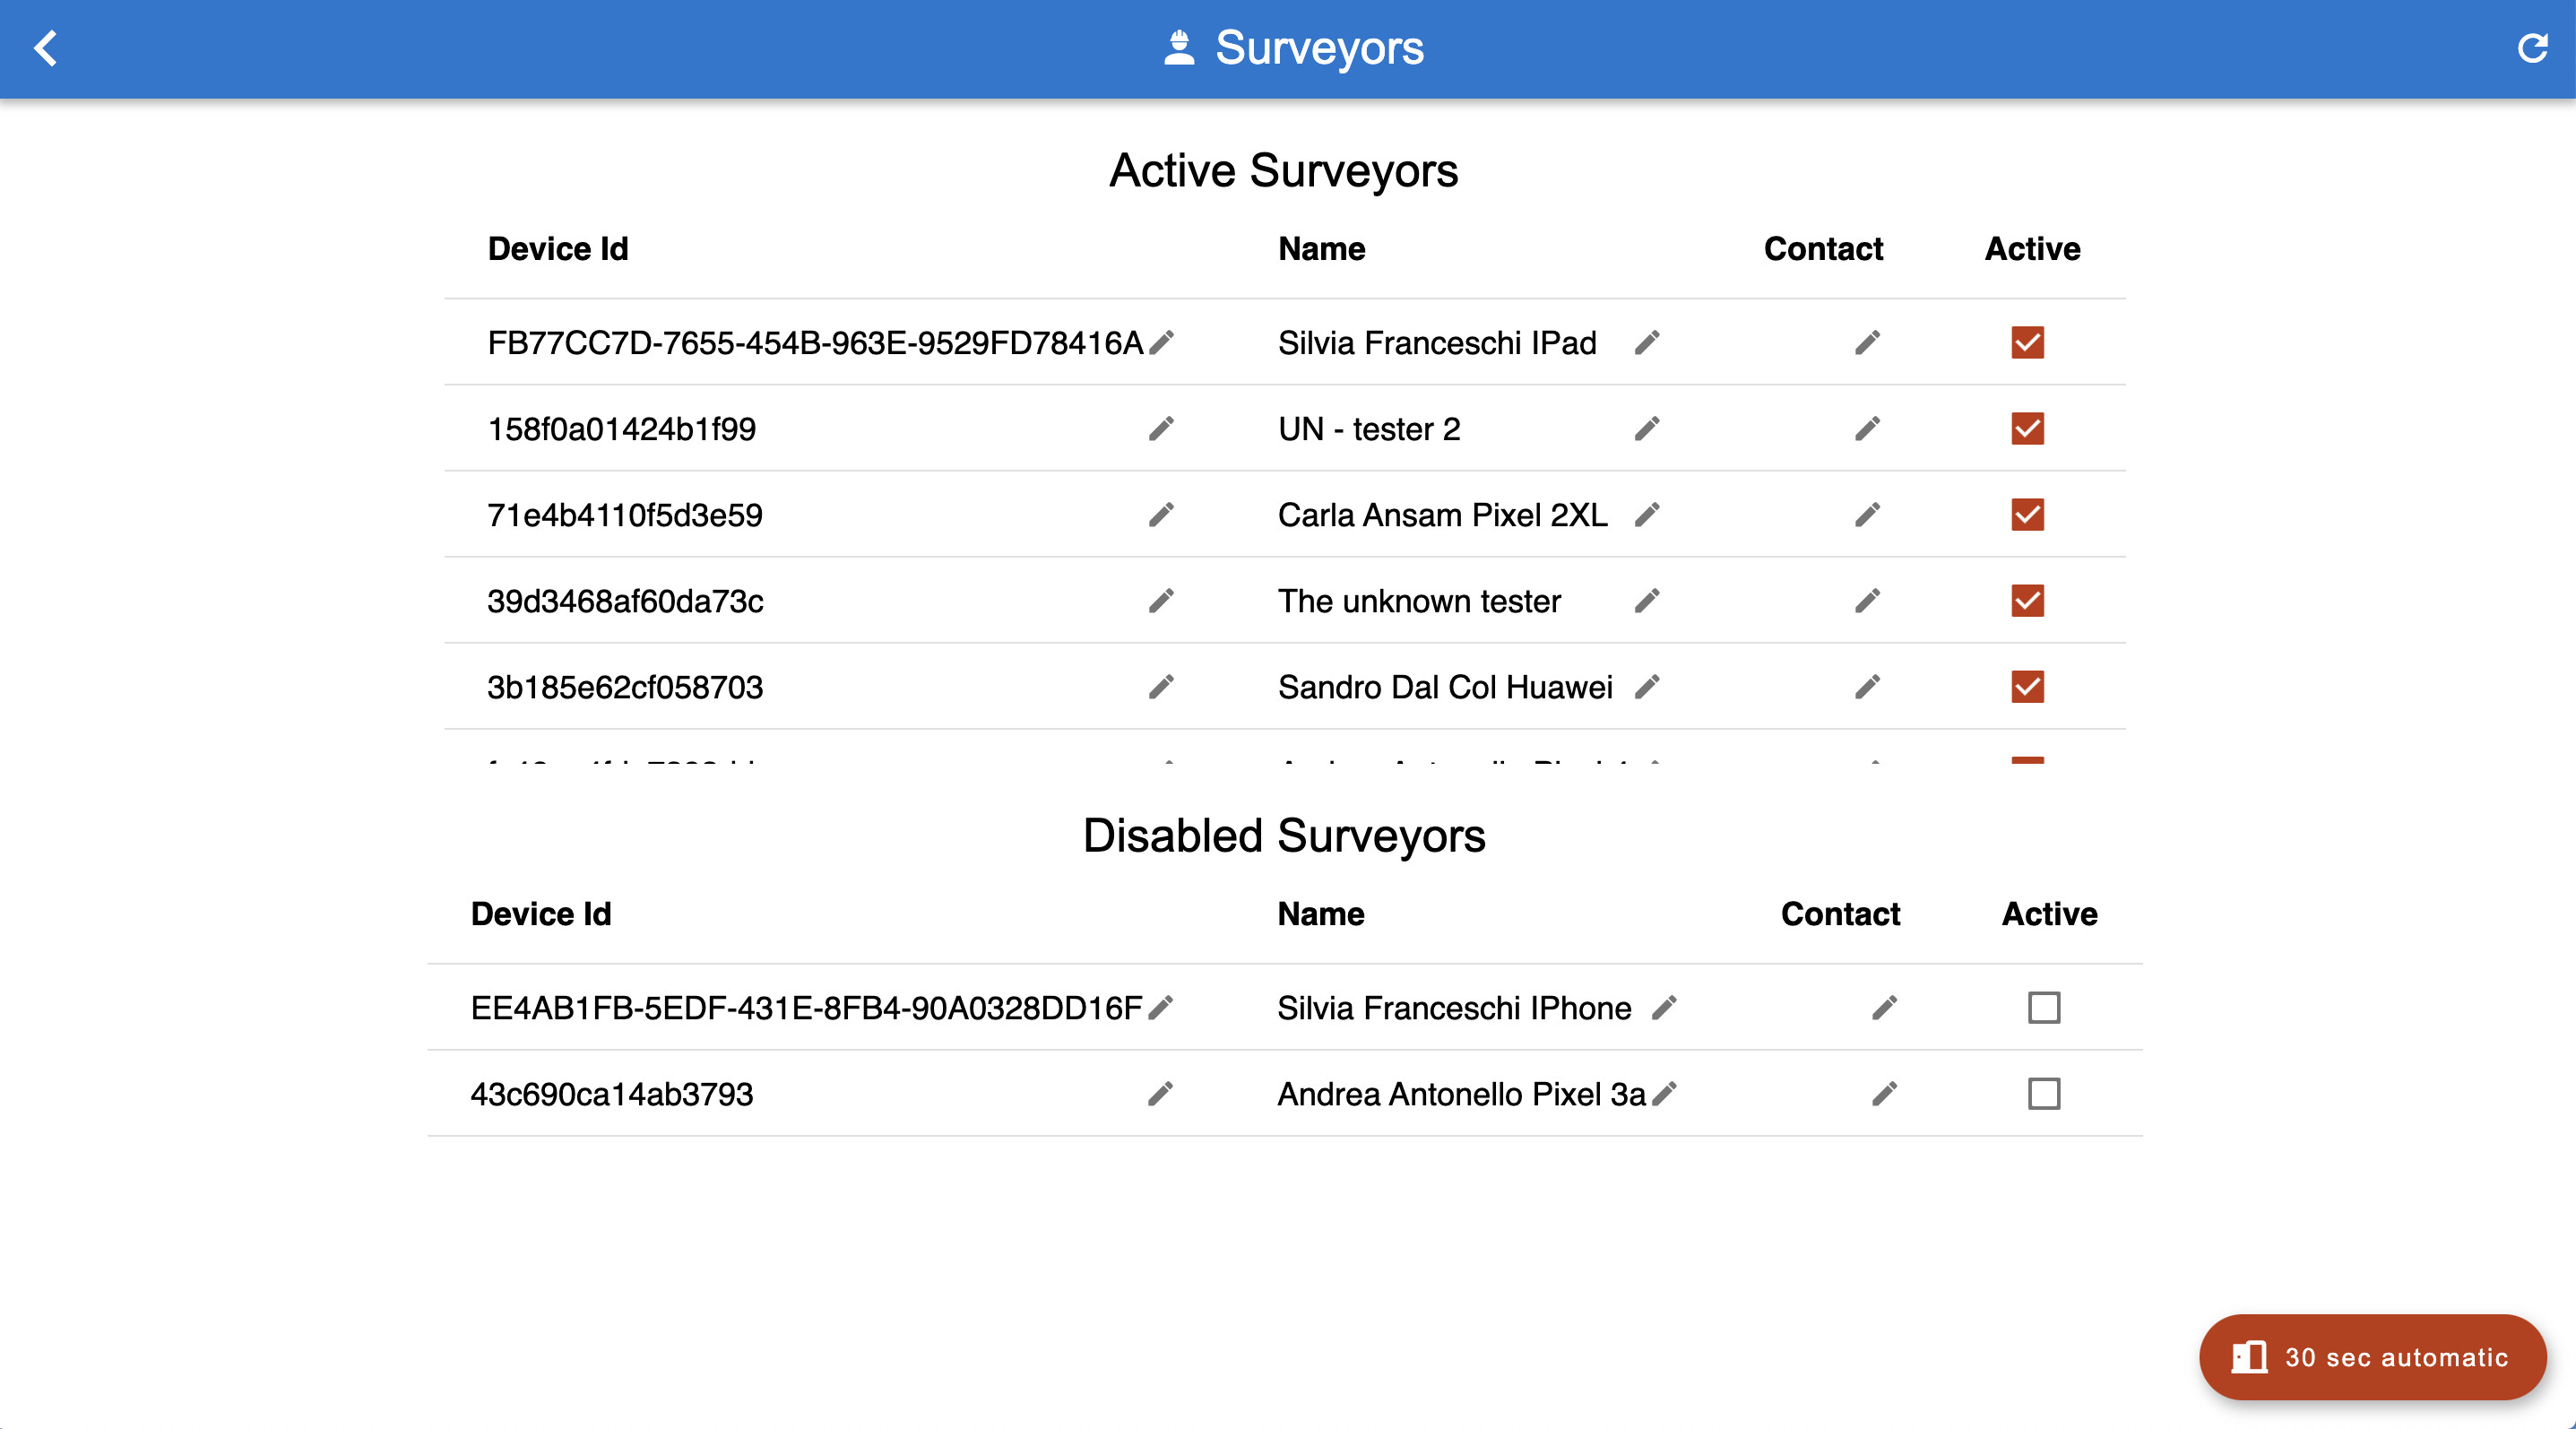 Surveyors
Active Surveyors
Device Id Name Contact Active
FB77CC7D-7655-454B-963E-9529FD78416A Silvia Franceschi IPad
158f0a01424b1f99 UN - tester 2
71e4b4110f5d3e59 Carla Ansam Pixel 2XL
39d3468af60da73c The unknown tester
3b185e62cf058703 Sandro Dal Col Huawei
Disabled Surveyors
Device Id Name Contact Active
EE4AB1FB-5EDF-431E-8FB4-90A0328DD16F Silvia Franceschi IPhone
43c690ca14ab3793 Andrea Antonello Pixel 3a
30 sec automatic